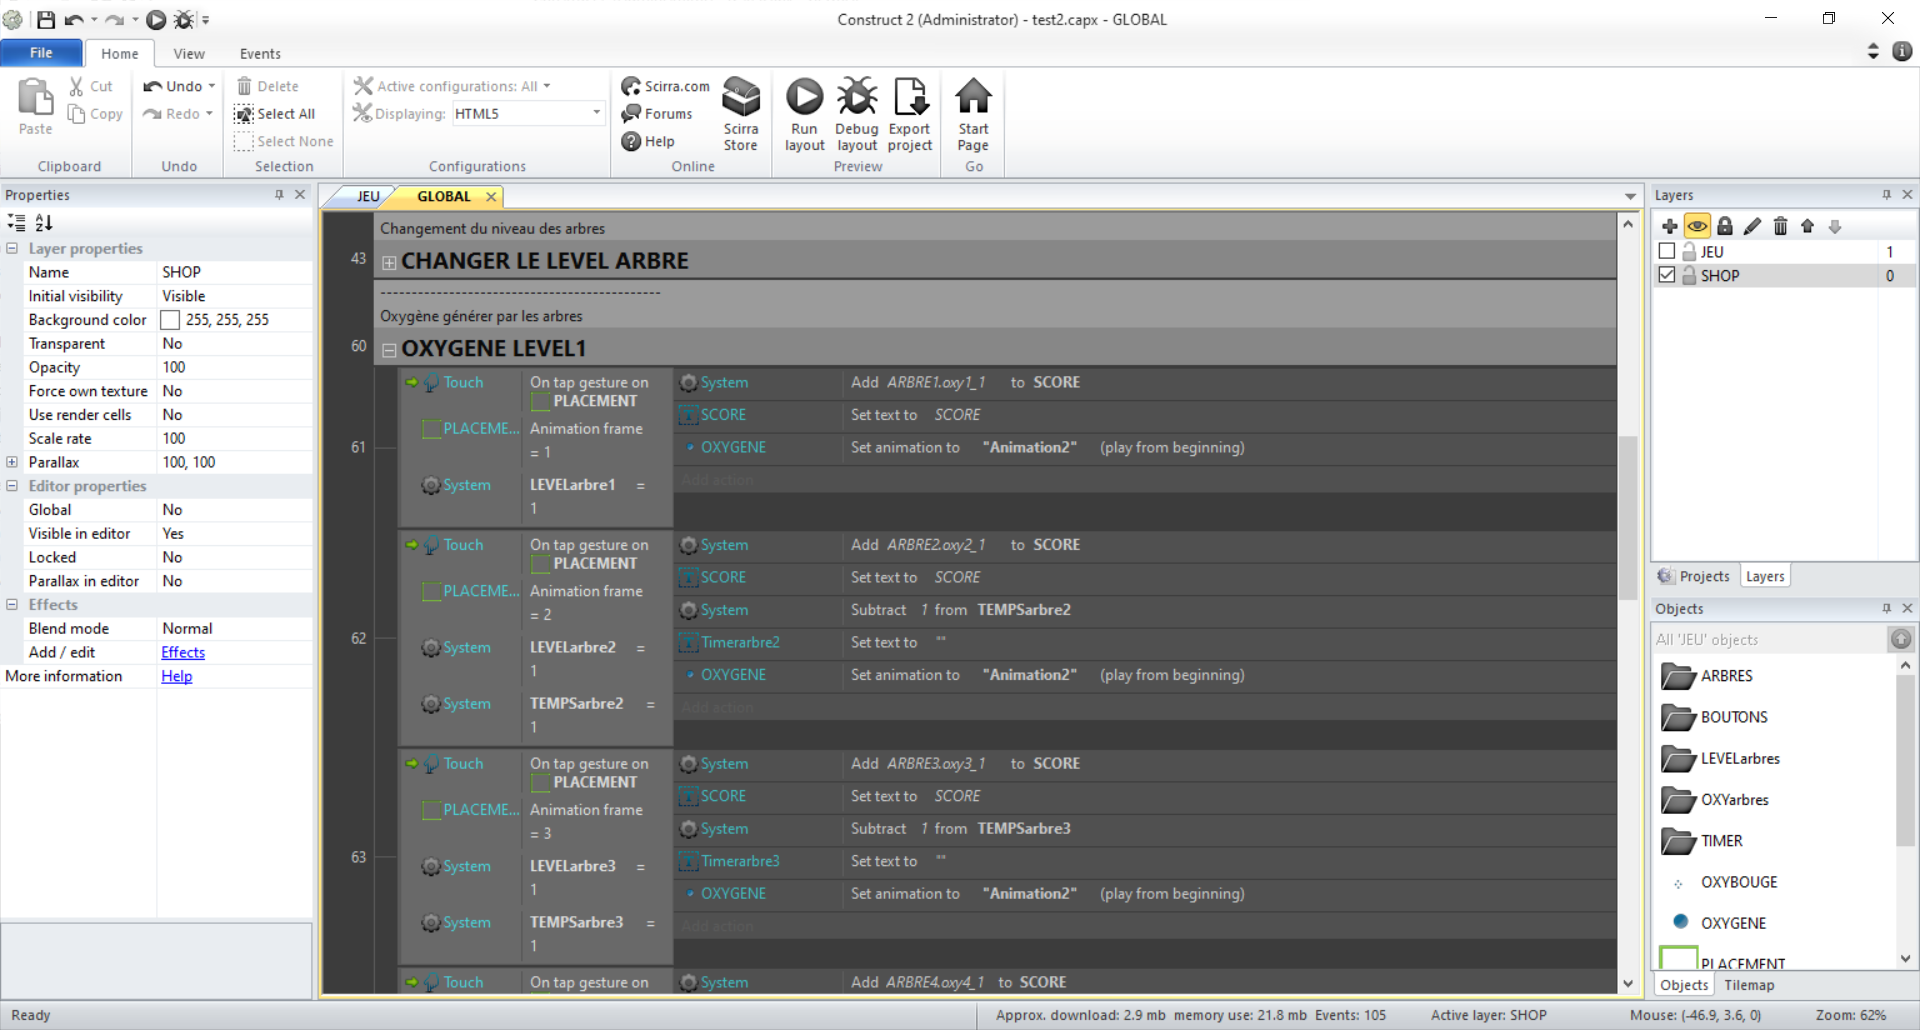 Construct 2 (Administrator) - test2.capx - GLOBAL
File Home View Events
Paste Cut Copy
Clipboard
Undo Redo
Undo
Delete Select All Select None
Selection
Active configurations: All
Displaying: HTML5
Configurations
Scirra.com Forums Help Scirra Store
Online
Run layout Debug layout Export project
Preview
Start Page
Go
Properties
Layer properties
Name SHOP
Initial visibility Visible
Background color 255, 255, 255
Transparent No
Opacity 100
Force own texture No
Use render cells No
Scale rate 100
Parallax 100, 100
Editor properties
Global No
Visible in editor Yes
Locked No
Parallax in editor No
Effects
Blend mode Normal
Add / edit Effects
More information Help
JEU GLOBAL
Changement du niveau des arbres
43 CHANGER LE LEVEL ARBRE
---------------------------------------------
Oxygène générer par les arbres
60 OXYGENE LEVEL1
61
Touch On tap gesture on PLACEMENT
PLACEME... Animation frame = 1
System LEVELarbre1 = 1
System Add ARBRE1.oxy1_1 to SCORE
SCORE Set text to SCORE
OXYGENE Set animation to "Animation2" (play from beginning)
Add action
62
Touch On tap gesture on PLACEMENT
PLACEME... Animation frame = 2
System LEVELarbre2 = 1
System TEMPSarbre2 = 1
System Add ARBRE2.oxy2_1 to SCORE
SCORE Set text to SCORE
System Subtract 1 from TEMPSarbre2
Timerarbre2 Set text to ""
OXYGENE Set animation to "Animation2" (play from beginning)
Add action
63
Touch On tap gesture on PLACEMENT
PLACEME... Animation frame = 3
System LEVELarbre3 = 1
System TEMPSarbre3 = 1
System Add ARBRE3.oxy3_1 to SCORE
SCORE Set text to SCORE
System Subtract 1 from TEMPSarbre3
Timerarbre3 Set text to ""
OXYGENE Set animation to "Animation2" (play from beginning)
Add action
Touch On tap gesture on
System Add ARBRE4.oxy4_1 to SCORE
Layers
JEU 1
SHOP 0
Projects Layers
Objects
All 'JEU' objects
ARBRES
BOUTONS
LEVELarbres
OXYarbres
TIMER
OXYBOUGE
OXYGENE
PLACEMENT
Objects Tilemap
Ready Approx. download: 2.9 mb memory use: 21.8 mb Events: 105 Active layer: SHOP Mouse: (-46.9, 3.6, 0) Zoom: 62%